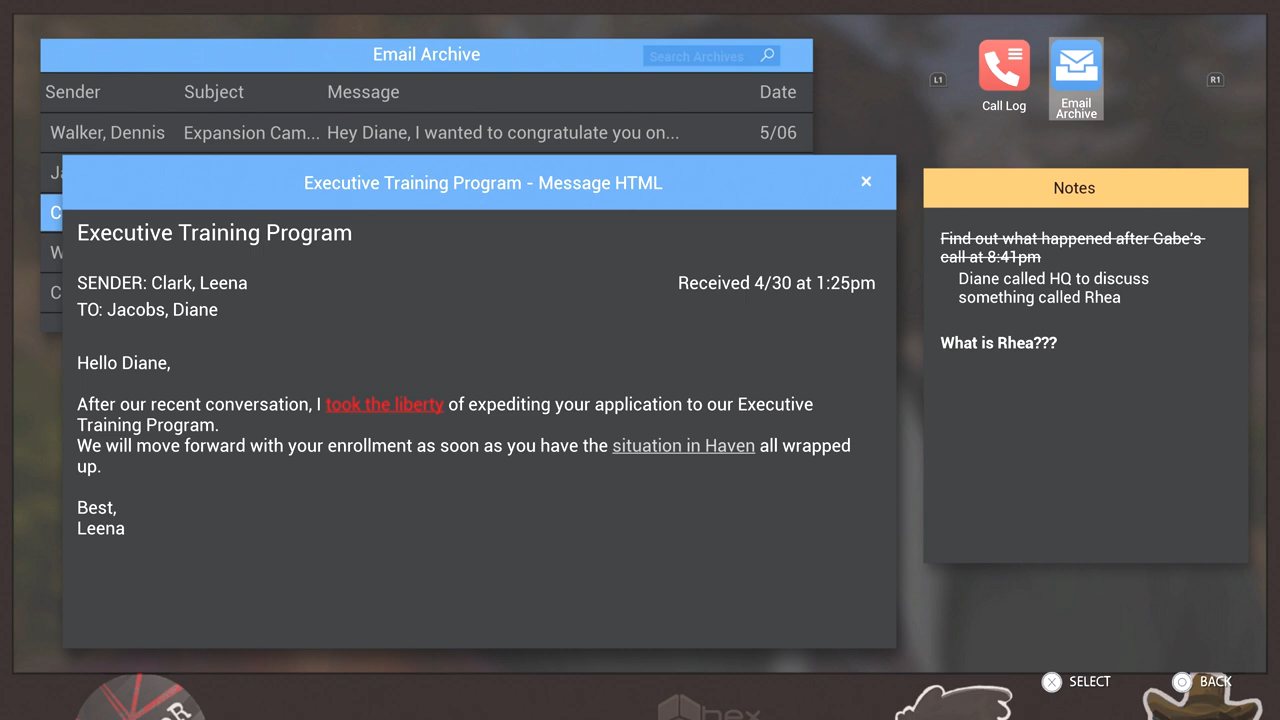 Email Archive
Search Archives
Sender Subject Message Date
Walker, Dennis Expansion Cam... Hey Diane, I wanted to congratulate you on... 5/06
Executive Training Program - Message HTML
Executive Training Program
SENDER: Clark, Leena Received 4/30 at 1:25pm
TO: Jacobs, Diane
Hello Diane,
After our recent conversation, I took the liberty of expediting your application to our Executive
Training Program.
We will move forward with your enrollment as soon as you have the situation in Haven all wrapped
up.
Best,
Leena
L1
Call Log
Email
Archive
R1
Notes
Find out what happened after Gabe's
call at 8:41pm
Diane called HQ to discuss
something called Rhea
What is Rhea???
SELECT
BACK
hex